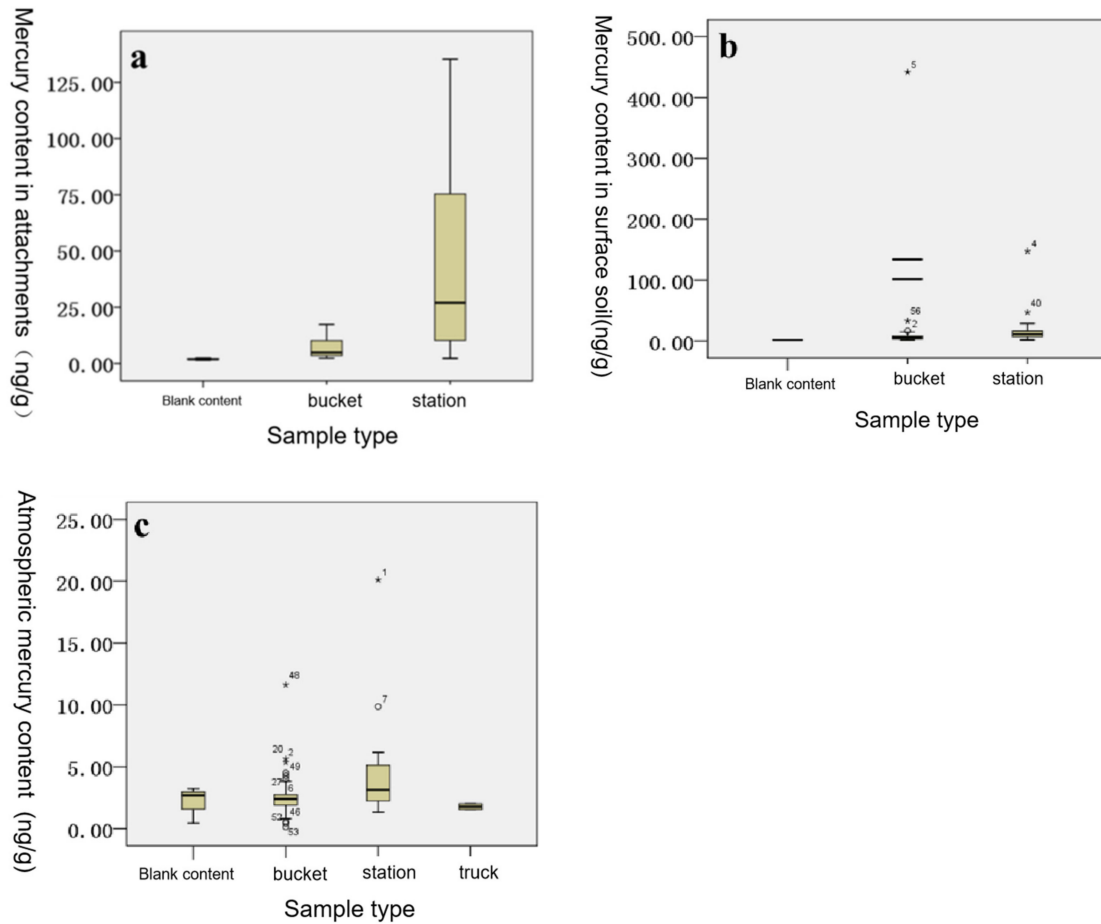 a
Mercury content in attachments（ng/g）
125.00
100.00
75.00
50.00
25.00
0.00
Blank content bucket station
Sample type
b
Mercury content in surface soil(ng/g)
500.00
400.00
300.00
200.00
100.00
0.00
5
56
2
4
40
Blank content bucket station
Sample type
c
Atmospheric mercury content (ng/g)
25.00
20.00
15.00
10.00
5.00
0.00
48
20 2
49
27 6
46
53
1
7
Blank content bucket station truck
Sample type